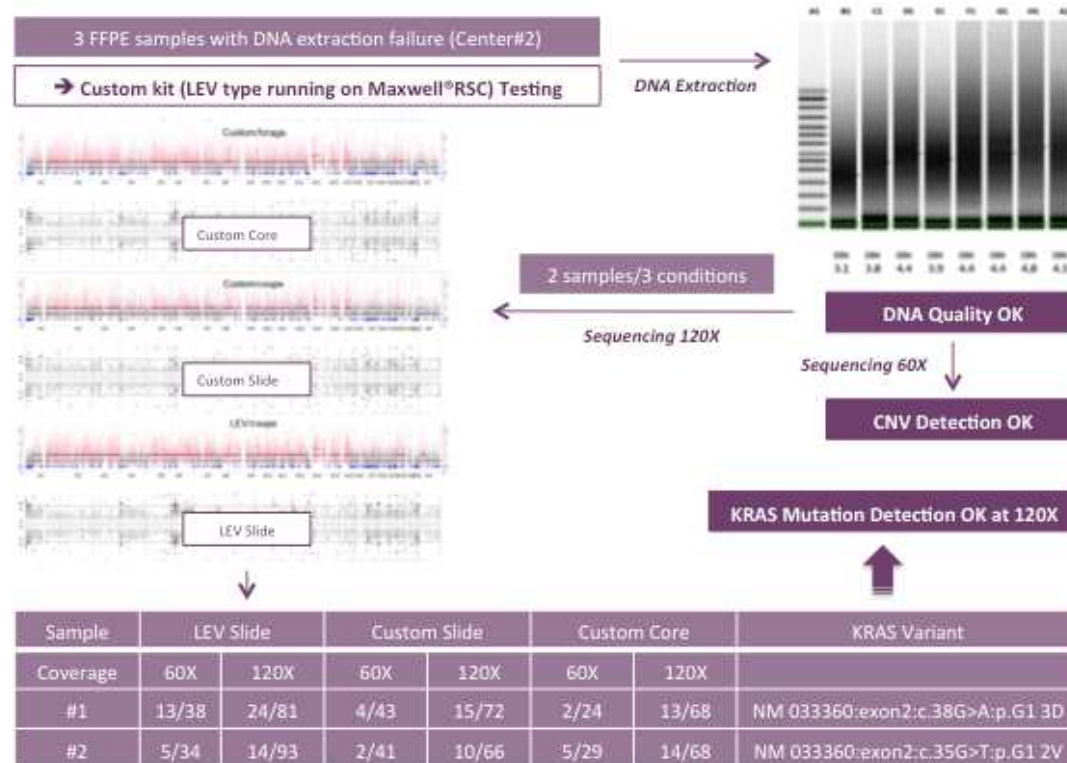 3 FFPE samples with DNA extraction failure (Center#2)
➔ Custom kit (LEV type running on Maxwell®RSC) Testing
DNA Extraction
Custom Core
Custom Slide
LEV Slide
2 samples/3 conditions
Sequencing 120X
DNA Quality OK
Sequencing 60X
CNV Detection OK
KRAS Mutation Detection OK at 120X
Sample LEV Slide Custom Slide Custom Core KRAS Variant
Coverage 60X 120X 60X 120X 60X 120X
#1 13/38 24/81 4/43 15/72 2/24 13/68 NM 033360:exon2:c.38G>A:p.G1 3D
#2 5/34 14/93 2/41 10/66 5/29 14/68 NM 033360:exon2:c.35G>T:p.G1 2V